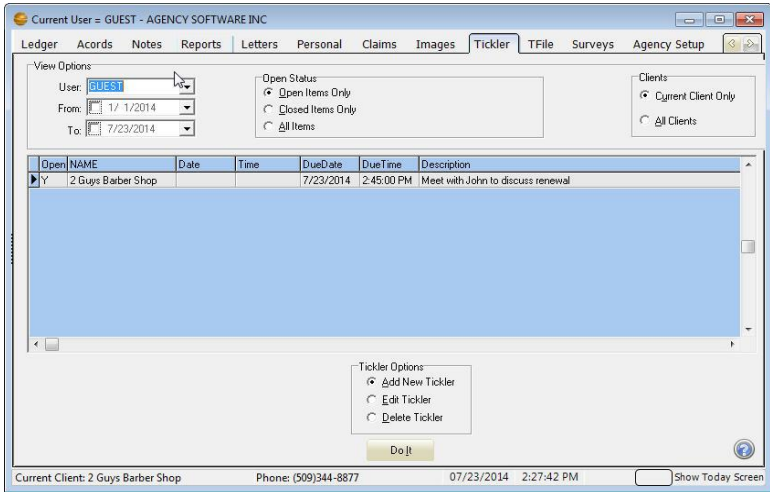 Current User = GUEST - AGENCY SOFTWARE INC
Ledger Acords Notes Reports Letters Personal Claims Images Tickler TFile Surveys Agency Setup
View Options
User: GUEST
From: 1/ 1/2014
To: 7/23/2014
Open Status
Open Items Only
Closed Items Only
All Items
Clients
Current Client Only
All Clients
Open NAME Date Time DueDate DueTime Description
Y 2 Guys Barber Shop 7/23/2014 2:45:00 PM Meet with John to discuss renewal
Tickler Options
Add New Tickler
Edit Tickler
Delete Tickler
Do It
Current Client: 2 Guys Barber Shop Phone: (509)344-8877 07/23/2014 2:27:42 PM Show Today Screen